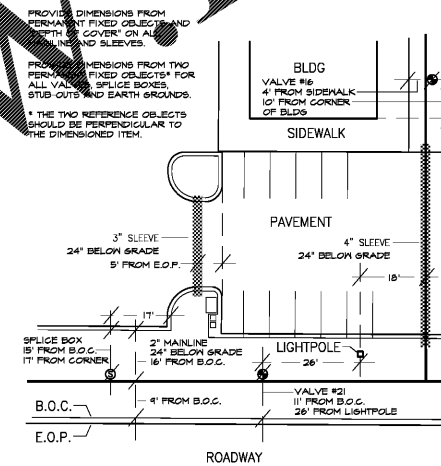 PROVIDE DIMENSIONS FROM
PERMANENT FIXED OBJECTS AND
"DEPTH OF COVER" ON ALL
MAINLINE AND SLEEVES.
PROVIDE DIMENSIONS FROM TWO
PERMANENT FIXED OBJECTS* FOR
ALL VALVES, SPLICE BOXES,
STUB-OUTS AND EARTH GROUNDS.
* THE TWO REFERENCE OBJECTS
SHOULD BE PERPENDICULAR TO
THE DIMENSIONED ITEM.
BLDG
VALVE #16
4' FROM SIDEWALK
10' FROM CORNER
OF BLDG
SIDEWALK
PAVEMENT
3" SLEEVE
24" BELOW GRADE
5' FROM E.O.P.
4" SLEEVE
24" BELOW GRADE
18'
17'
SPLICE BOX
15' FROM B.O.C.
17' FROM CORNER
2" MAINLINE
24" BELOW GRADE
16' FROM B.O.C.
LIGHTPOLE
26'
S
9' FROM B.O.C.
VALVE #21
11' FROM B.O.C.
26' FROM LIGHTPOLE
B.O.C.
E.O.P.
ROADWAY